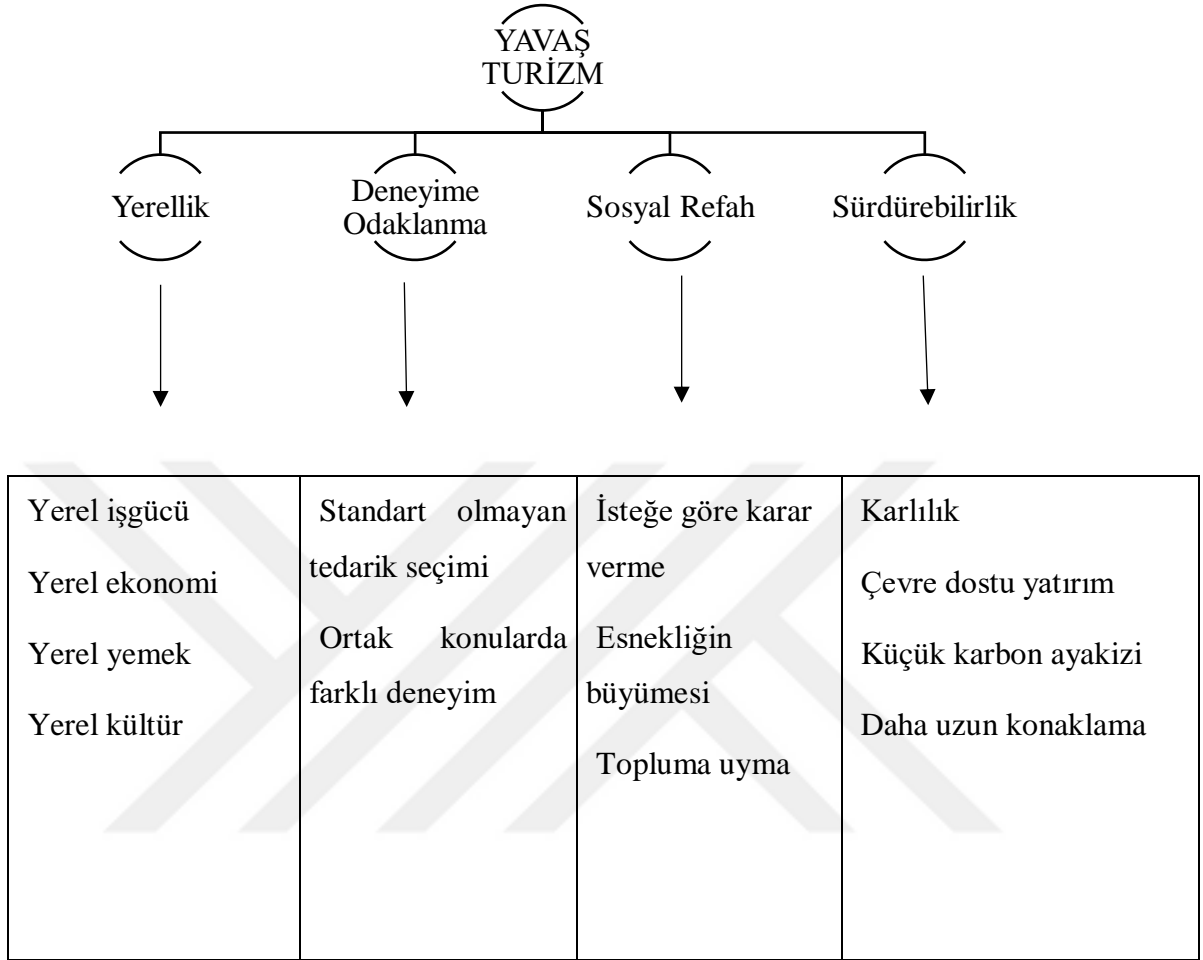 YAVAŞ
TURİZM
Yerellik
Deneyime
Odaklanma
Sosyal Refah
Sürdürebilirlik
Yerel işgücü
Yerel ekonomi
Yerel yemek
Yerel kültür
Standart olmayan
tedarik seçimi
Ortak konularda
farklı deneyim
İsteğe göre karar
verme
Esnekliğin
büyümesi
Topluma uyma
Karlılık
Çevre dostu yatırım
Küçük karbon ayakizi
Daha uzun konaklama